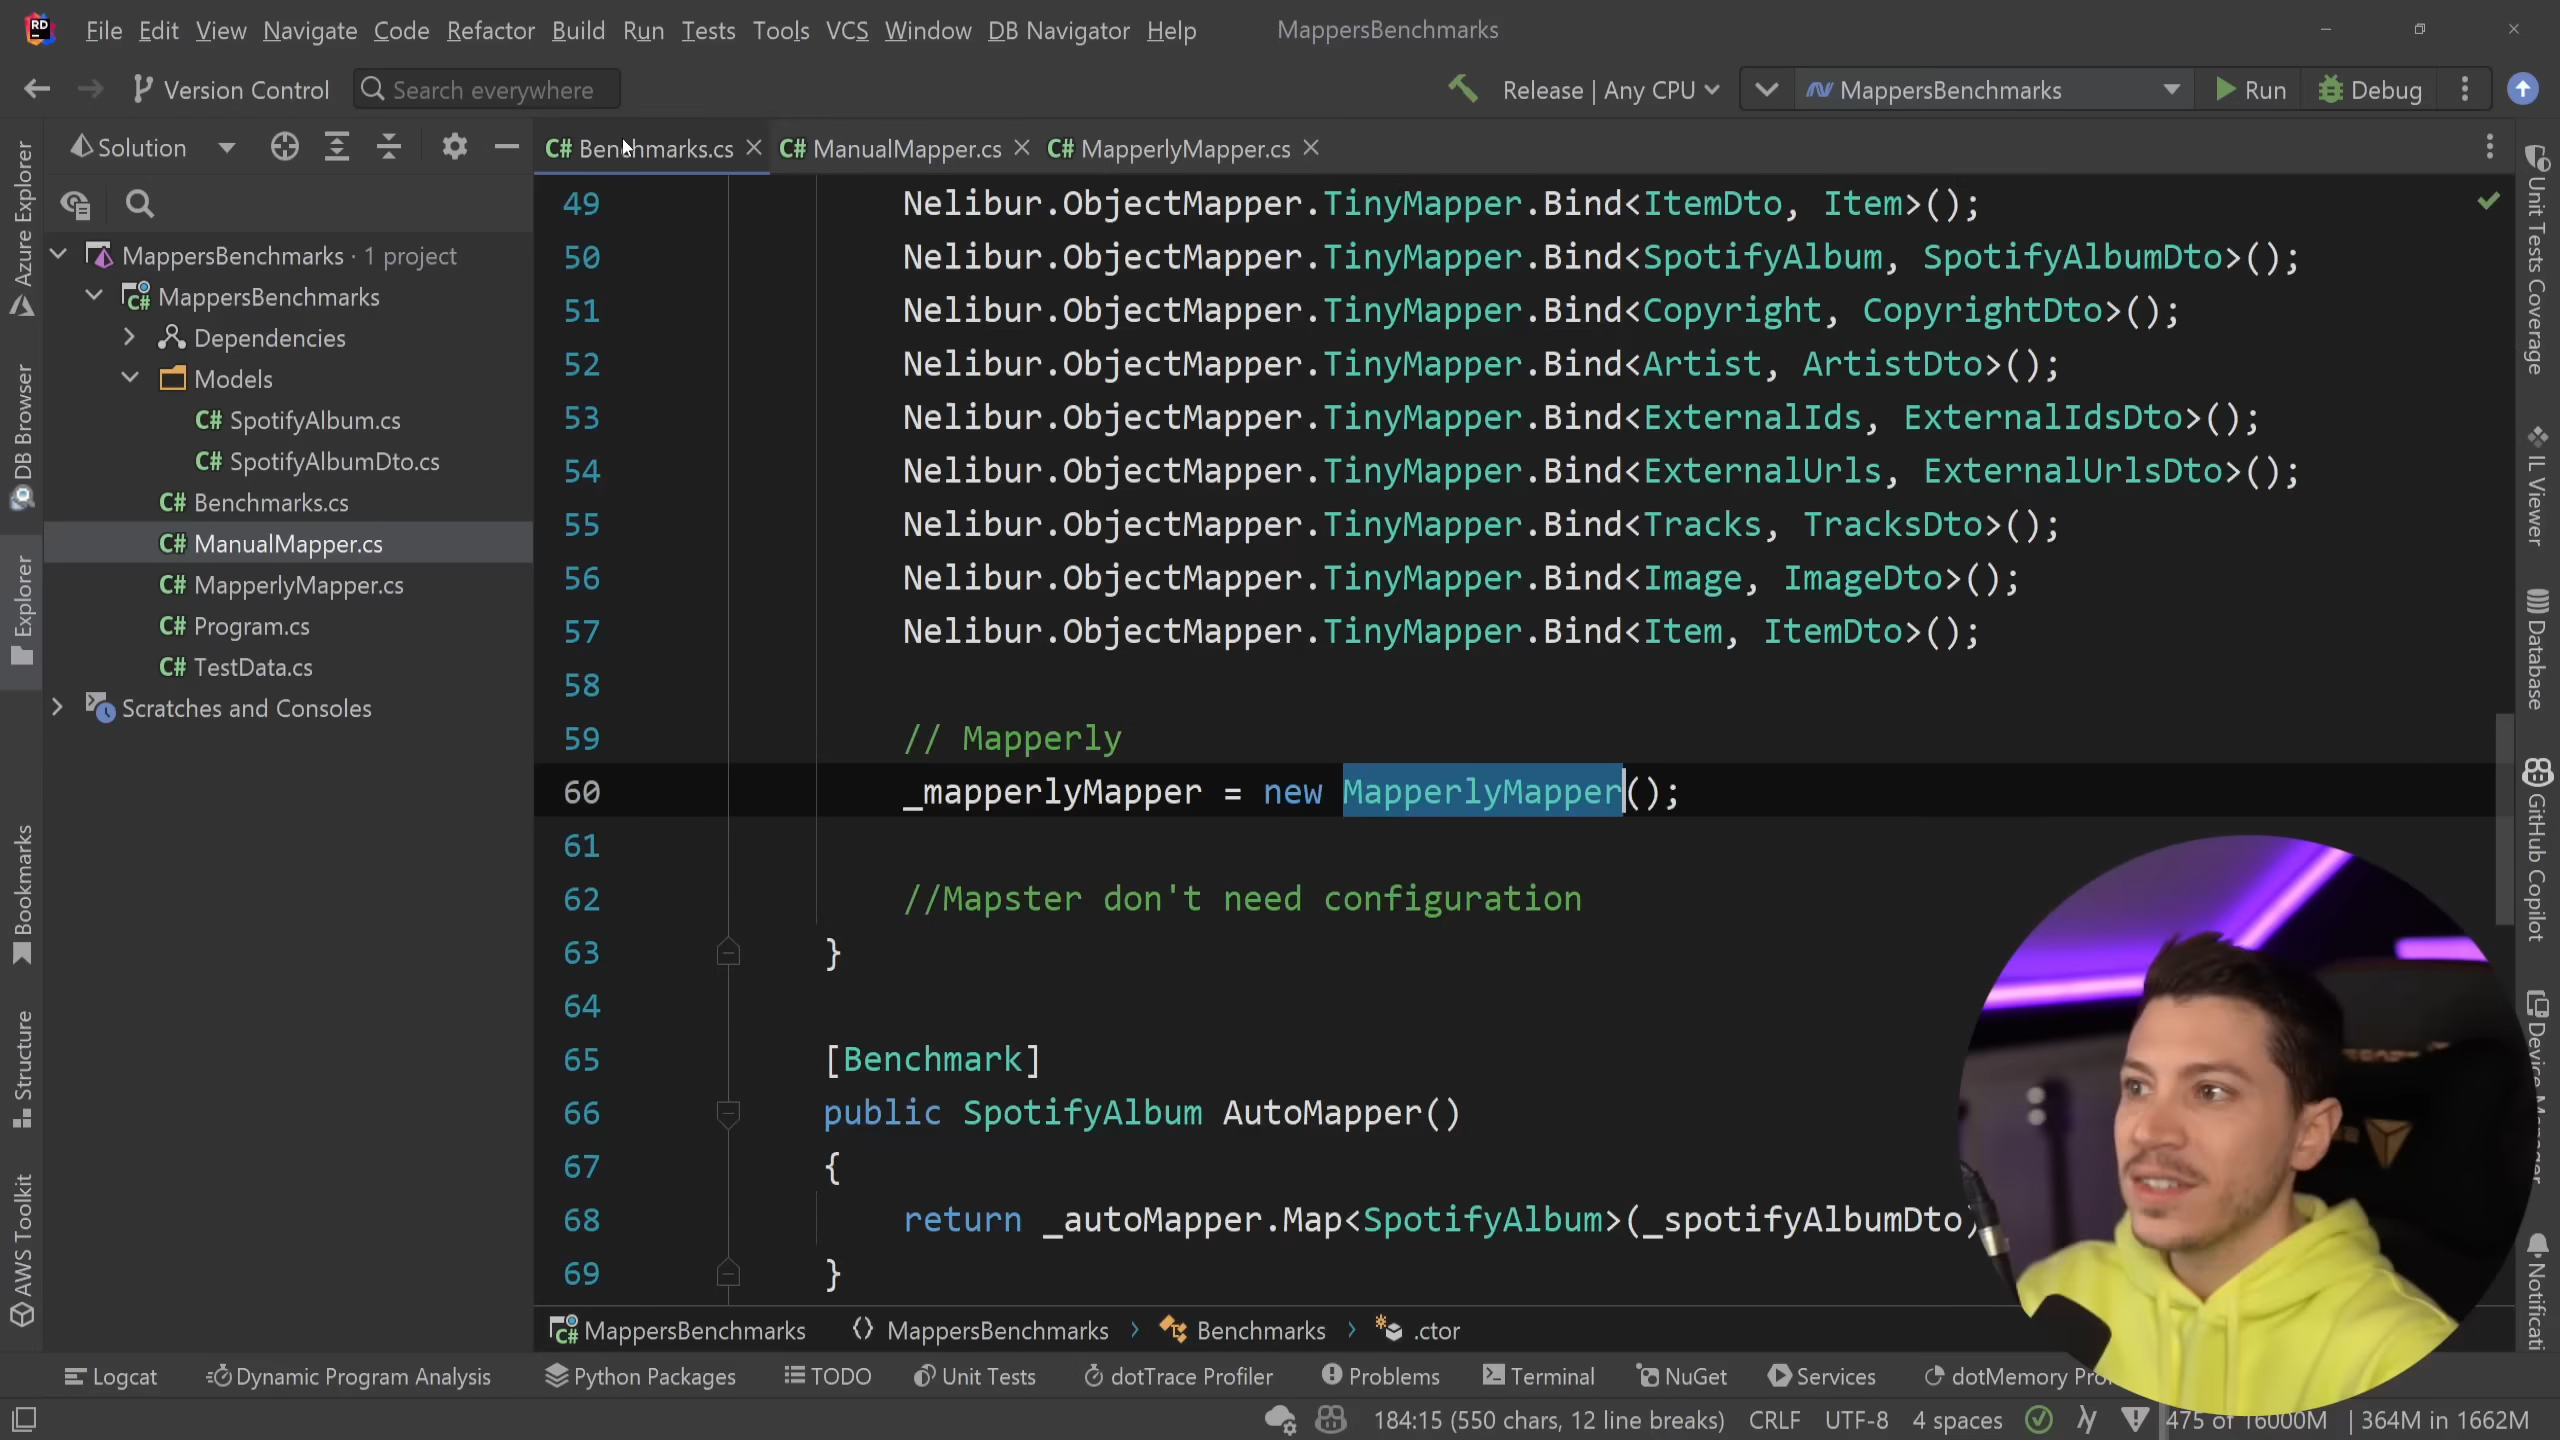 RD File Edit View Navigate Code Refactor Build Run Tests Tools VCS Window DB Navigator Help MappersBenchmarks
Version Control Search everywhere Release | Any CPU MappersBenchmarks Run Debug
Solution
C# Benchmarks.cs C# ManualMapper.cs C# MapperlyMapper.cs
MappersBenchmarks · 1 project
C# MappersBenchmarks
Dependencies
Models
C# SpotifyAlbum.cs
C# SpotifyAlbumDto.cs
C# Benchmarks.cs
C# ManualMapper.cs
C# MapperlyMapper.cs
C# Program.cs
C# TestData.cs
Scratches and Consoles
Azure Explorer
DB Browser
Explorer
Bookmarks
Structure
AWS Toolkit
49 Nelibur.ObjectMapper.TinyMapper.Bind<ItemDto, Item>();
50 Nelibur.ObjectMapper.TinyMapper.Bind<SpotifyAlbum, SpotifyAlbumDto>();
51 Nelibur.ObjectMapper.TinyMapper.Bind<Copyright, CopyrightDto>();
52 Nelibur.ObjectMapper.TinyMapper.Bind<Artist, ArtistDto>();
53 Nelibur.ObjectMapper.TinyMapper.Bind<ExternalIds, ExternalIdsDto>();
54 Nelibur.ObjectMapper.TinyMapper.Bind<ExternalUrls, ExternalUrlsDto>();
55 Nelibur.ObjectMapper.TinyMapper.Bind<Tracks, TracksDto>();
56 Nelibur.ObjectMapper.TinyMapper.Bind<Image, ImageDto>();
57 Nelibur.ObjectMapper.TinyMapper.Bind<Item, ItemDto>();
58
59 // Mapperly
60 _mapperlyMapper = new MapperlyMapper();
61
62 //Mapster don't need configuration
63 }
64
65 [Benchmark]
66 public SpotifyAlbum AutoMapper()
67 {
68 return _autoMapper.Map<SpotifyAlbum>(_spotifyAlbumDto)
69 }
Unit Tests Coverage
IL Viewer
Database
GitHub Copilot
Device Manager
Notificati
C# MappersBenchmarks MappersBenchmarks Benchmarks .ctor
Logcat Dynamic Program Analysis Python Packages TODO Unit Tests dotTrace Profiler Problems Terminal NuGet Services dotMemory Pro
184:15 (550 chars, 12 line breaks) CRLF UTF-8 4 spaces 475 of 16000M 364M in 1662M